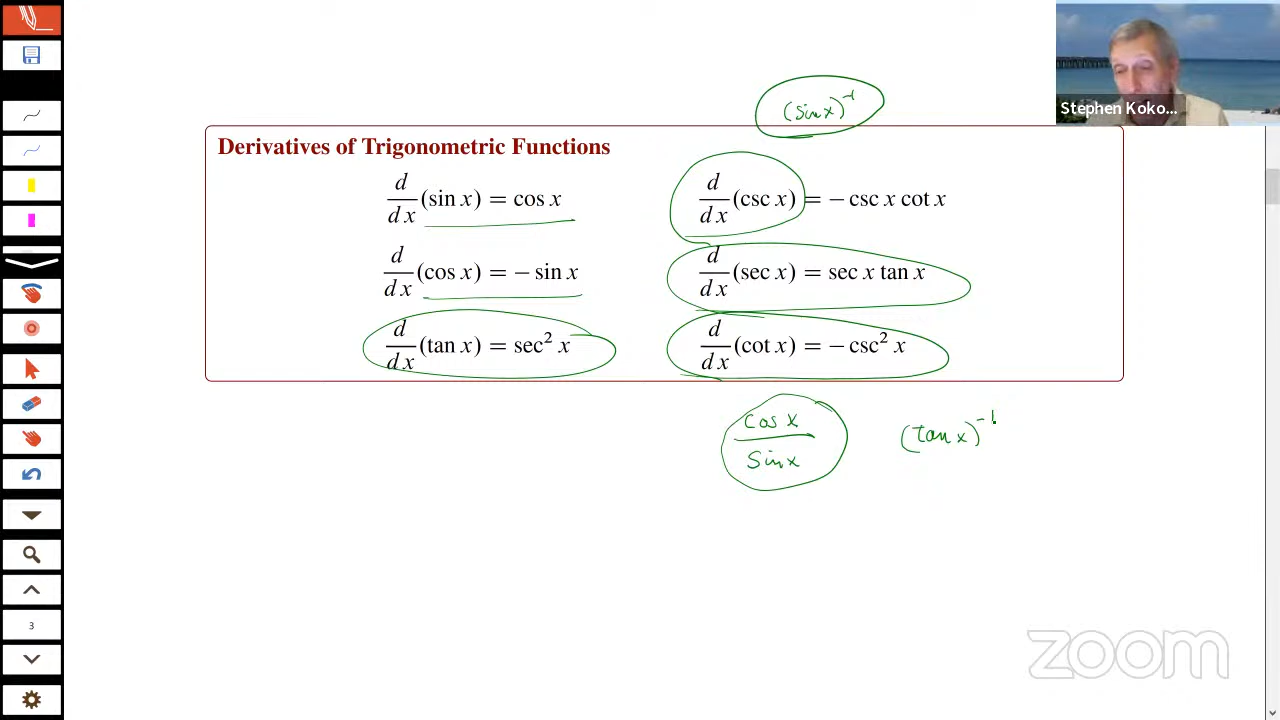 (sin x)⁻¹
Stephen Koko...
Derivatives of Trigonometric Functions
d/dx (sin x) = cos x
d/dx (csc x) = − csc x cot x
d/dx (cos x) = − sin x
d/dx (sec x) = sec x tan x
d/dx (tan x) = sec² x
d/dx (cot x) = − csc² x
cos x
sin x
(tan x)⁻¹
3
zoom